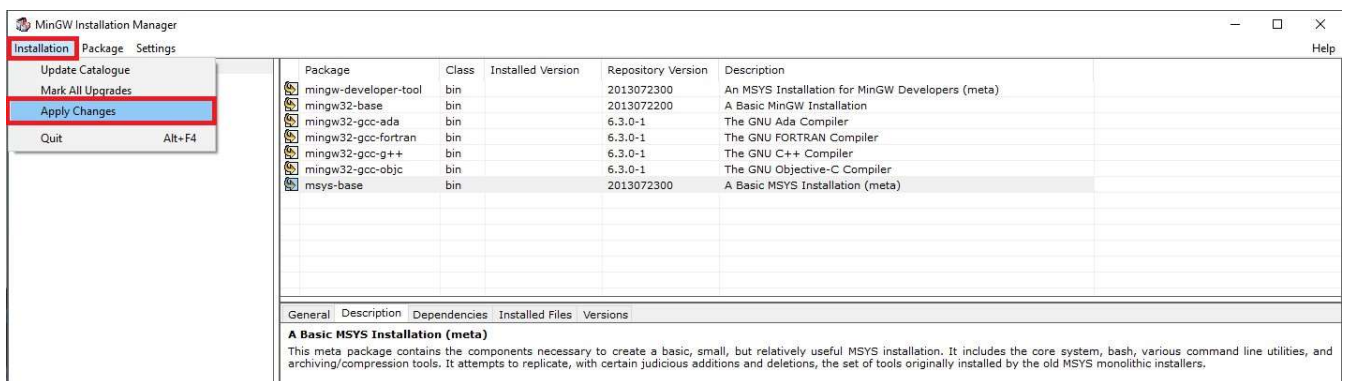 MinGW Installation Manager
Installation Package Settings Help
Update Catalogue
Mark All Upgrades
Apply Changes
Quit Alt+F4
Package Class Installed Version Repository Version Description
mingw-developer-tool bin 2013072300 An MSYS Installation for MinGW Developers (meta)
mingw32-base bin 2013072200 A Basic MinGW Installation
mingw32-gcc-ada bin 6.3.0-1 The GNU Ada Compiler
mingw32-gcc-fortran bin 6.3.0-1 The GNU FORTRAN Compiler
mingw32-gcc-g++ bin 6.3.0-1 The GNU C++ Compiler
mingw32-gcc-objc bin 6.3.0-1 The GNU Objective-C Compiler
msys-base bin 2013072300 A Basic MSYS Installation (meta)
General Description Dependencies Installed Files Versions
A Basic MSYS Installation (meta)
This meta package contains the components necessary to create a basic, small, but relatively useful MSYS installation. It includes the core system, bash, various command line utilities, and
archiving/compression tools. It attempts to replicate, with certain judicious additions and deletions, the set of tools originally installed by the old MSYS monolithic installers.